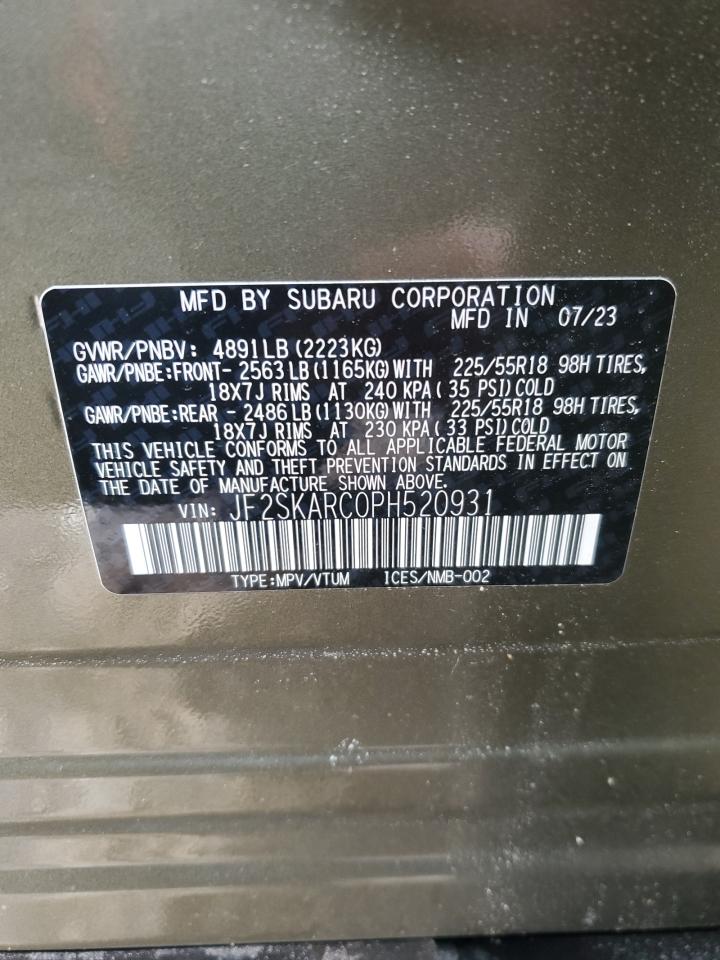 MFD BY SUBARU CORPORATION
MFD IN 07/23
GVWR/PNBV: 4891LB (2223KG)
GAWR/PNBE:FRONT- 2563 LB (1165KG) WITH 225/55R18 98H TIRES,
18X7J RIMS AT 240 KPA ( 35 PSI) COLD
GAWR/PNBE:REAR - 2486 LB (1130KG) WITH 225/55R18 98H TIRES,
18X7J RIMS AT 230 KPA ( 33 PSI) COLD
THIS VEHICLE CONFORMS TO ALL APPLICABLE FEDERAL MOTOR
VEHICLE SAFETY AND THEFT PREVENTION STANDARDS IN EFFECT ON
THE DATE OF MANUFACTURE SHOWN ABOVE.
VIN: JF2SKARC0PH520931
TYPE:MPV/VTUM ICES/NMB-002